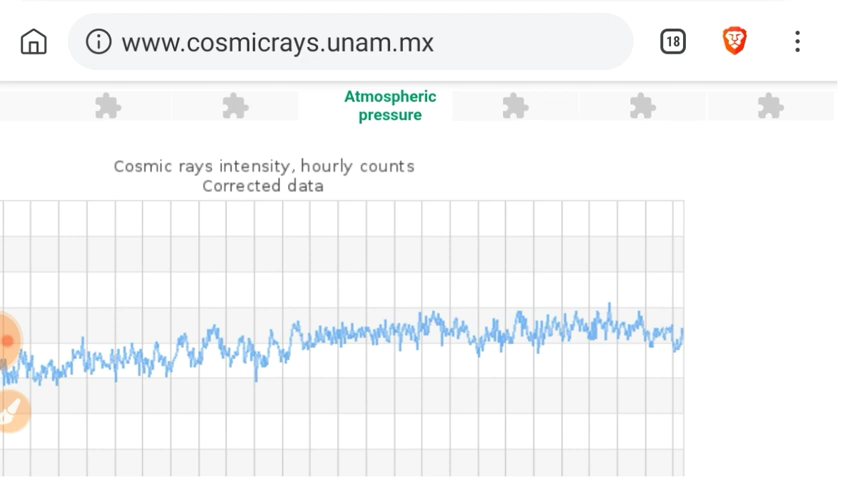 www.cosmicrays.unam.mx
18
Atmospheric
pressure
Cosmic rays intensity, hourly counts
Corrected data